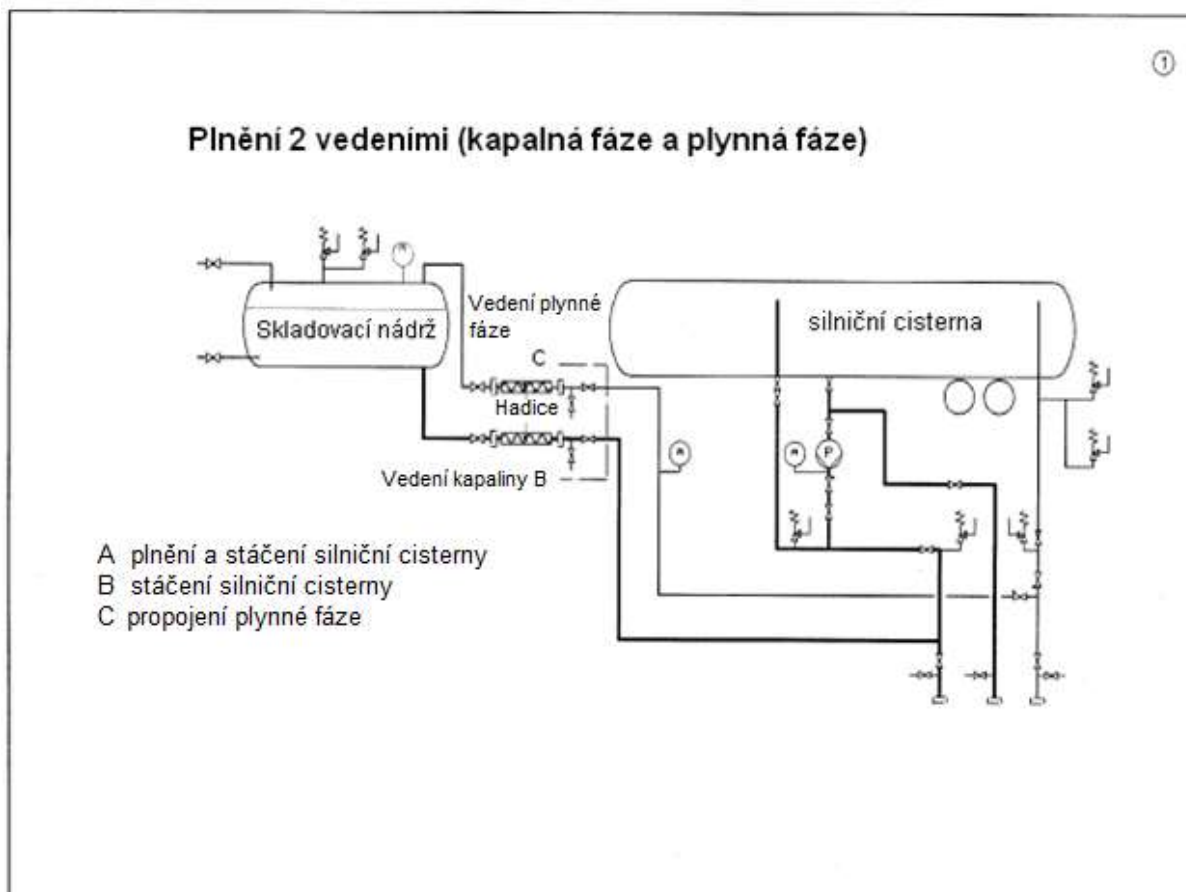 1
Plnění 2 vedeními (kapalná fáze a plynná fáze)
Skladovací nádrž
Vedení plynné
fáze
silniční cisterna
C
Hadice
P
Vedení kapaliny B
A plnění a stáčení silniční cisterny
B stáčení silniční cisterny
C propojení plynné fáze